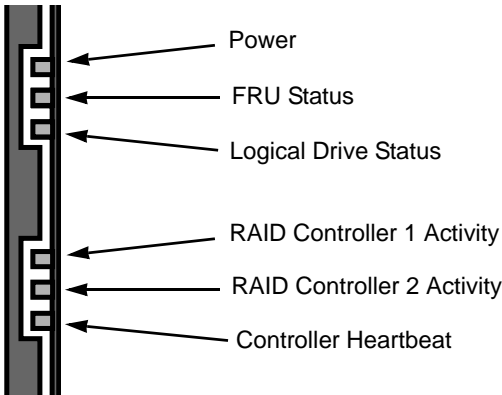 Power
FRU Status
Logical Drive Status
RAID Controller 1 Activity
RAID Controller 2 Activity
Controller Heartbeat